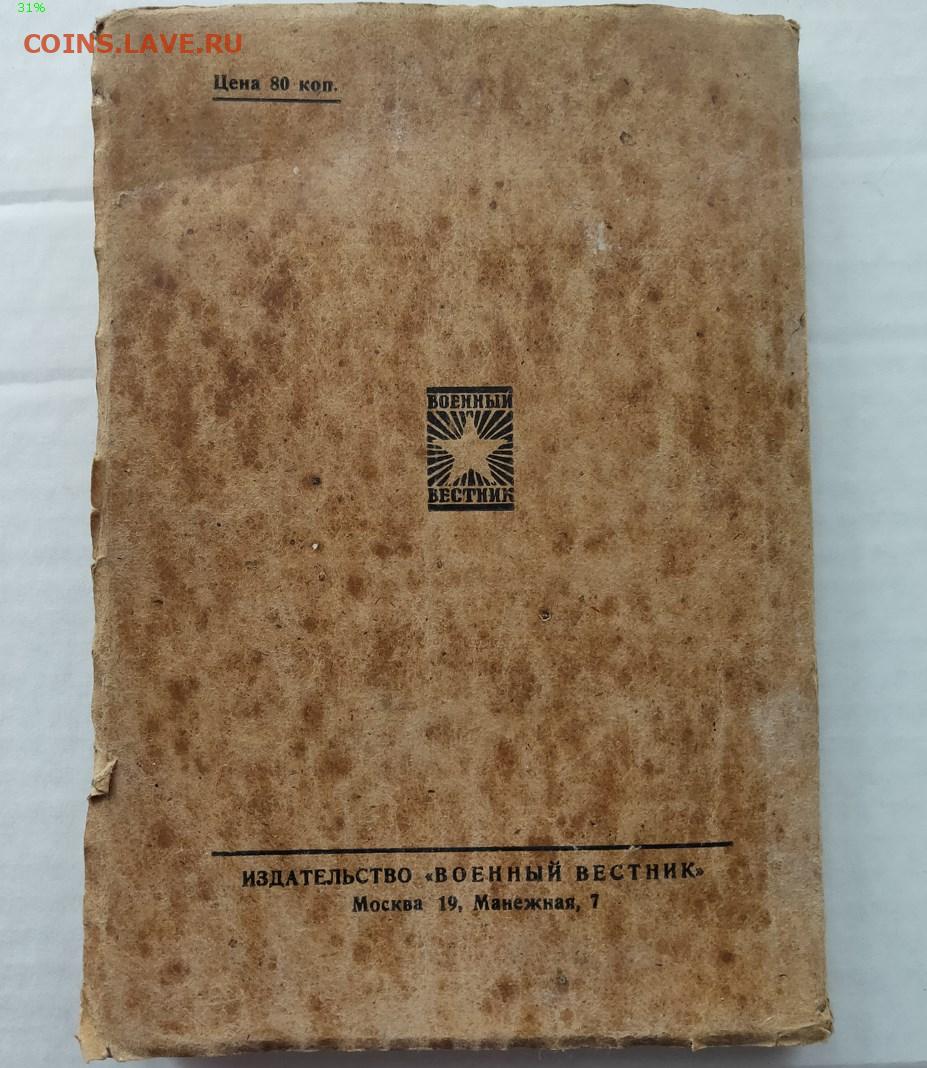 31%
COINS.LAVE.RU
Цена 80 коп.
ВОЕННЫЙ
ВЕСТНИК
ИЗДАТЕЛЬСТВО «ВОЕННЫЙ ВЕСТНИК»
Москва 19, Манежная, 7